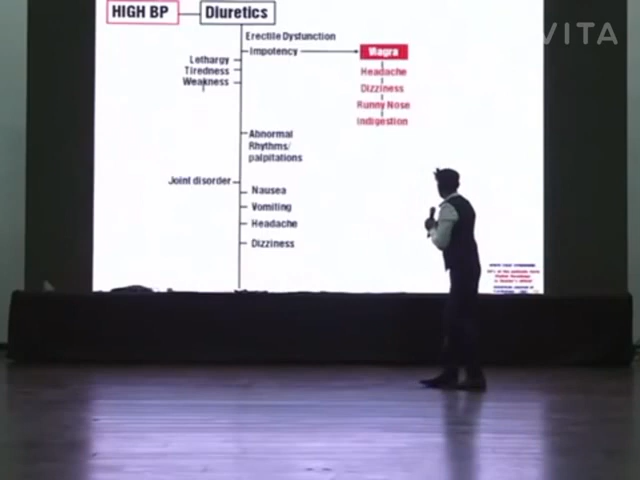 HIGH BP
Diuretics
VITA
Erectile Dysfunction
Impotency
Viagra
Lethargy
Tiredness
Weakness
Headache
Dizziness
Runny Nose
Indigestion
Abnormal
Rhythms/
palpitations
Joint disorder
Nausea
Vomiting
Headache
Dizziness